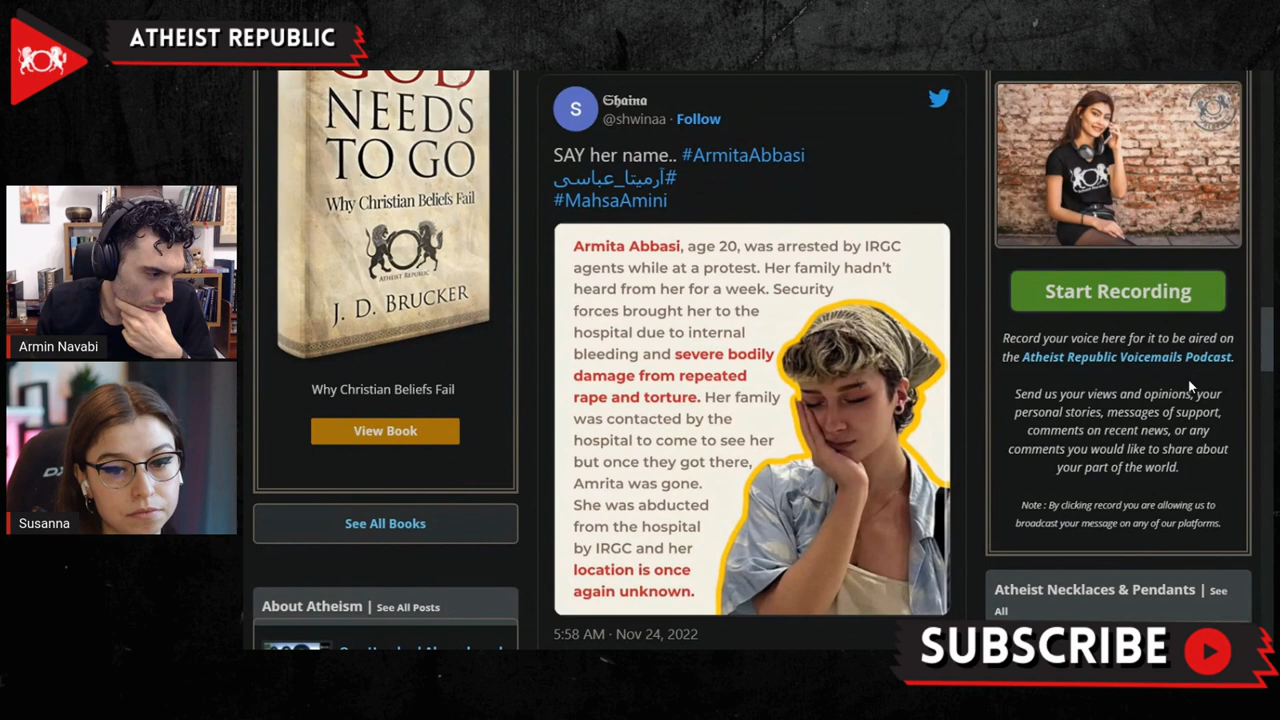 ATHEIST REPUBLIC
Armin Navabi
Susanna
GOD
NEEDS
TO GO
Why Christian Beliefs Fail
ATHEIST REPUBLIC
J. D. BRUCKER
Why Christian Beliefs Fail
View Book
See All Books
About Atheism | See All Posts
S
Shaina
@shwinaa · Follow
SAY her name.. #ArmitaAbbasi
#آرمیتا_عباسی
#MahsaAmini
Armita Abbasi, age 20, was arrested by IRGC
agents while at a protest. Her family hadn't
heard from her for a week. Security
forces brought her to the
hospital due to internal
bleeding and severe bodily
damage from repeated
rape and torture. Her family
was contacted by the
hospital to come to see her
but once they got there,
Amrita was gone.
She was abducted
from the hospital
by IRGC and her
location is once
again unknown.
5:58 AM · Nov 24, 2022
Start Recording
Record your voice here for it to be aired on
the Atheist Republic Voicemails Podcast.
Send us your views and opinions, your
personal stories, messages of support,
comments on recent news, or any
comments you would like to share about
your part of the world.
Note : By clicking record you are allowing us to
broadcast your message on any of our platforms.
Atheist Necklaces & Pendants | See
All
SUBSCRIBE